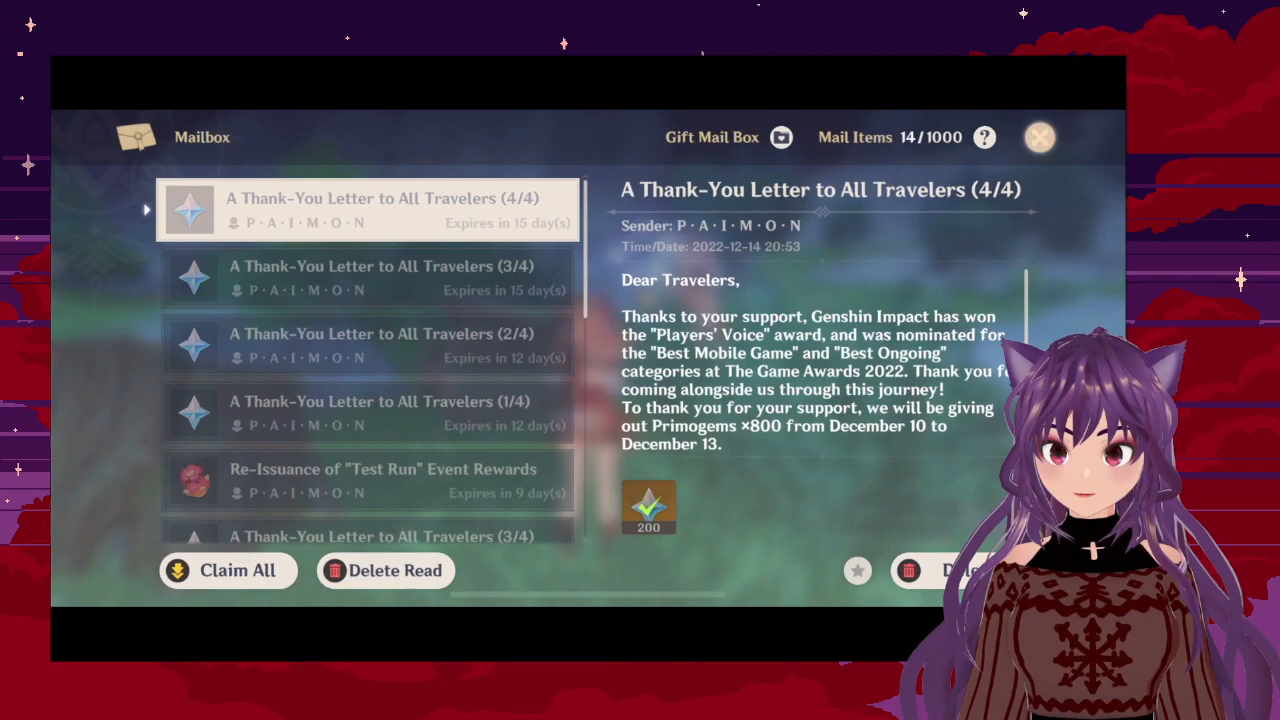 Mailbox
Gift Mail Box
Mail Items 14/1000 ?
A Thank-You Letter to All Travelers (4/4)
P·A·I·M·O·N Expires in 15 day(s)
A Thank-You Letter to All Travelers (3/4)
P·A·I·M·O·N Expires in 15 day(s)
A Thank-You Letter to All Travelers (2/4)
P·A·I·M·O·N Expires in 12 day(s)
A Thank-You Letter to All Travelers (1/4)
P·A·I·M·O·N Expires in 12 day(s)
Re-Issuance of "Test Run" Event Rewards
P·A·I·M·O·N Expires in 9 day(s)
A Thank-You Letter to All Travelers (3/4)
Claim All
Delete Read
A Thank-You Letter to All Travelers (4/4)
Sender: P·A·I·M·O·N
Time/Date: 2022-12-14 20:53
Dear Travelers,
Thanks to your support, Genshin Impact has won
the "Players' Voice" award, and was nominated for
the "Best Mobile Game" and "Best Ongoing"
categories at The Game Awards 2022. Thank you
coming alongside us through this journey!
To thank you for your support, we will be giving
out Primogems ×800 from December 10 to
December 13.
200